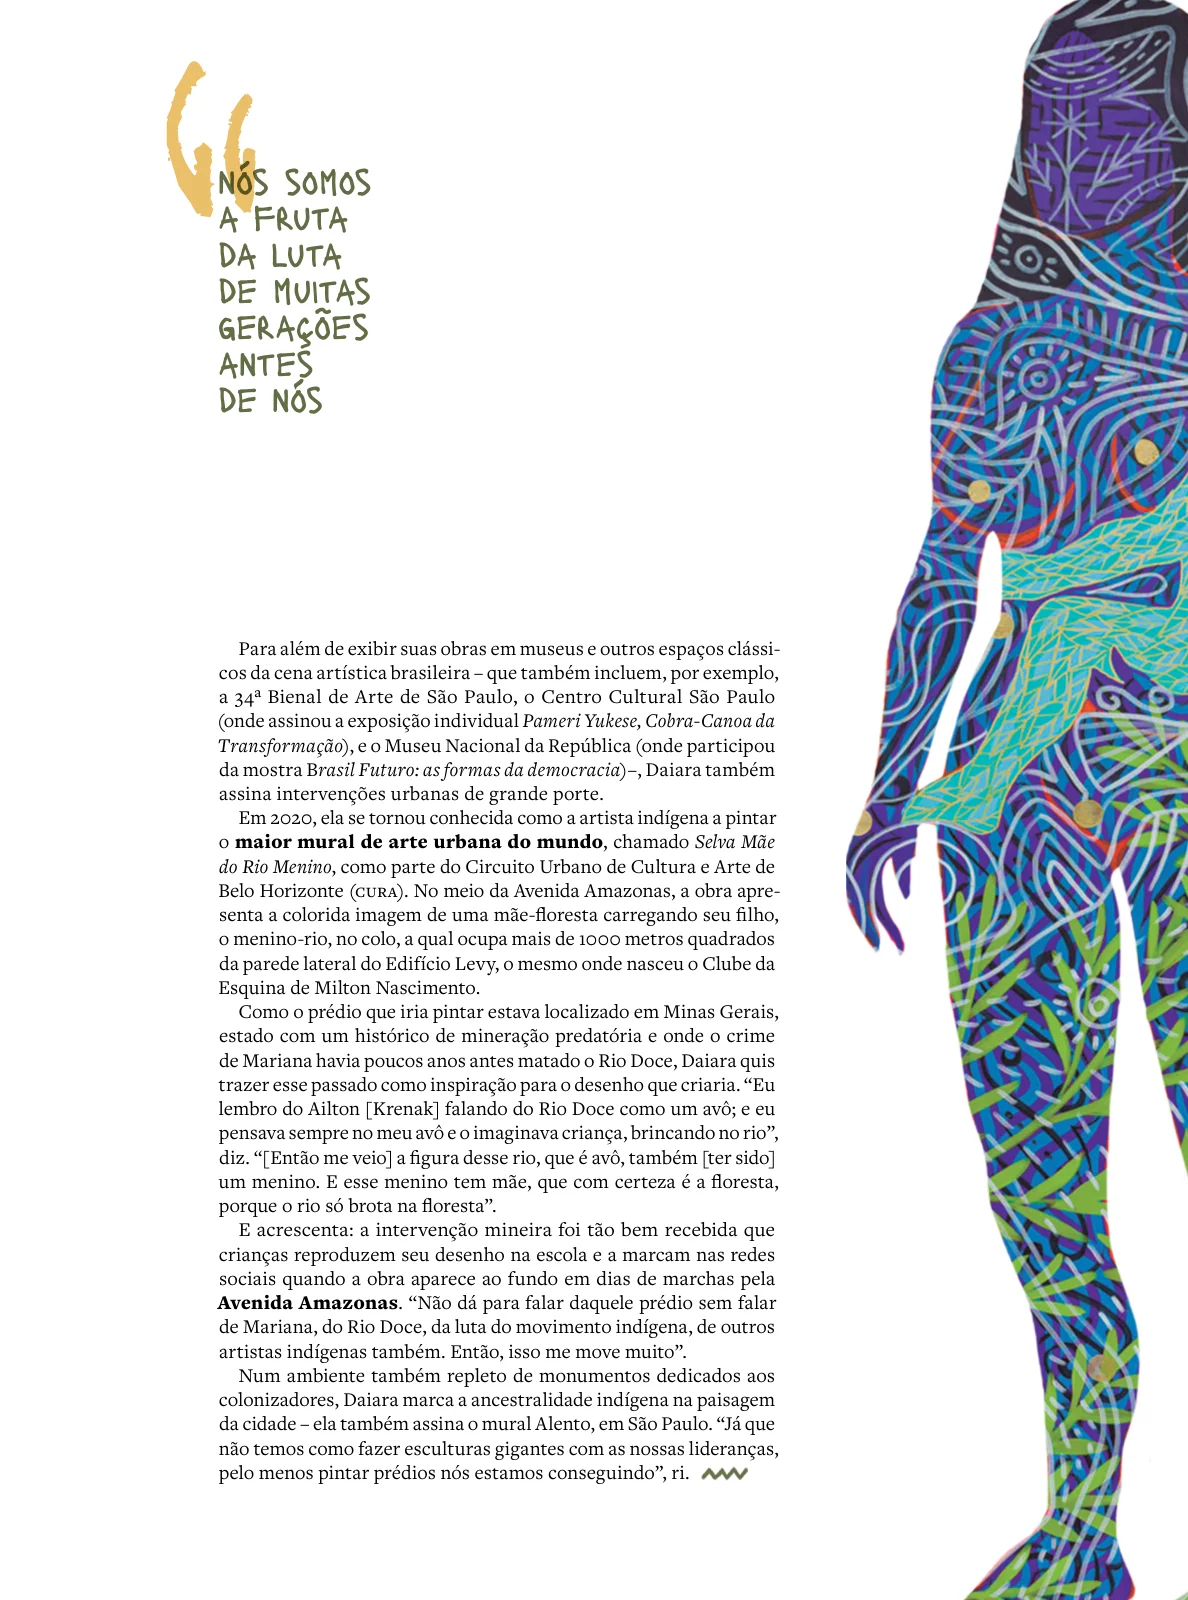 NÓS SOMOS
A FRUTA
DA LUTA
DE MUITAS
GERAÇÕES
ANTES
DE NÓS
Para além de exibir suas obras em museus e outros espaços clássi-
cos da cena artística brasileira – que também incluem, por exemplo,
a 34ª Bienal de Arte de São Paulo, o Centro Cultural São Paulo
(onde assinou a exposição individual Pameri Yukese, Cobra-Canoa da
Transformação), e o Museu Nacional da República (onde participou
da mostra Brasil Futuro: as formas da democracia)–, Daiara também
assina intervenções urbanas de grande porte.
Em 2020, ela se tornou conhecida como a artista indígena a pintar
o maior mural de arte urbana do mundo, chamado Selva Mãe
do Rio Menino, como parte do Circuito Urbano de Cultura e Arte de
Belo Horizonte (CURA). No meio da Avenida Amazonas, a obra apre-
senta a colorida imagem de uma mãe-floresta carregando seu filho,
o menino-rio, no colo, a qual ocupa mais de 1000 metros quadrados
da parede lateral do Edifício Levy, o mesmo onde nasceu o Clube da
Esquina de Milton Nascimento.
Como o prédio que iria pintar estava localizado em Minas Gerais,
estado com um histórico de mineração predatória e onde o crime
de Mariana havia poucos anos antes matado o Rio Doce, Daiara quis
trazer esse passado como inspiração para o desenho que criaria. “Eu
lembro do Ailton [Krenak] falando do Rio Doce como um avô; e eu
pensava sempre no meu avô e o imaginava criança, brincando no rio”,
diz. “[Então me veio] a figura desse rio, que é avô, também [ter sido]
um menino. E esse menino tem mãe, que com certeza é a floresta,
porque o rio só brota na floresta”.
E acrescenta: a intervenção mineira foi tão bem recebida que
crianças reproduzem seu desenho na escola e a marcam nas redes
sociais quando a obra aparece ao fundo em dias de marchas pela
Avenida Amazonas. “Não dá para falar daquele prédio sem falar
de Mariana, do Rio Doce, da luta do movimento indígena, de outros
artistas indígenas também. Então, isso me move muito”.
Num ambiente também repleto de monumentos dedicados aos
colonizadores, Daiara marca a ancestralidade indígena na paisagem
da cidade – ela também assina o mural Alento, em São Paulo. “Já que
não temos como fazer esculturas gigantes com as nossas lideranças,
pelo menos pintar prédios nós estamos conseguindo”, ri.